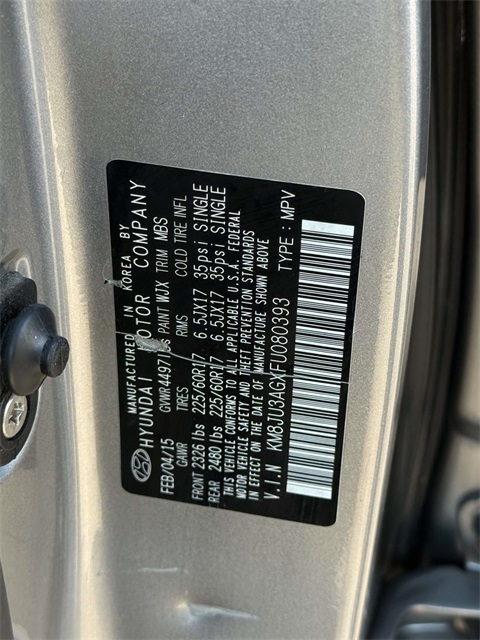 MANUFACTURED IN KOREA BY
HYUNDAI MOTOR COMPANY
FEB/04/15 GVWR 4497 lbs PAINT WJX TRIM MBS
GAWR TIRES RIMS COLD TIRE INFL
FRONT 2326 lbs 225/60R17 6.5JX17 35psi SINGLE
REAR 2480 lbs 225/60R17 6.5JX17 35psi SINGLE
THIS VEHICLE CONFORMS TO ALL APPLICABLE U.S.A. FEDERAL
MOTOR VEHICLE SAFETY AND THEFT PREVENTION STANDARDS
IN EFFECT ON THE DATE OF MANUFACTURE SHOWN ABOVE
V.I.N KM8JU3AGXFU080393 TYPE : MPV